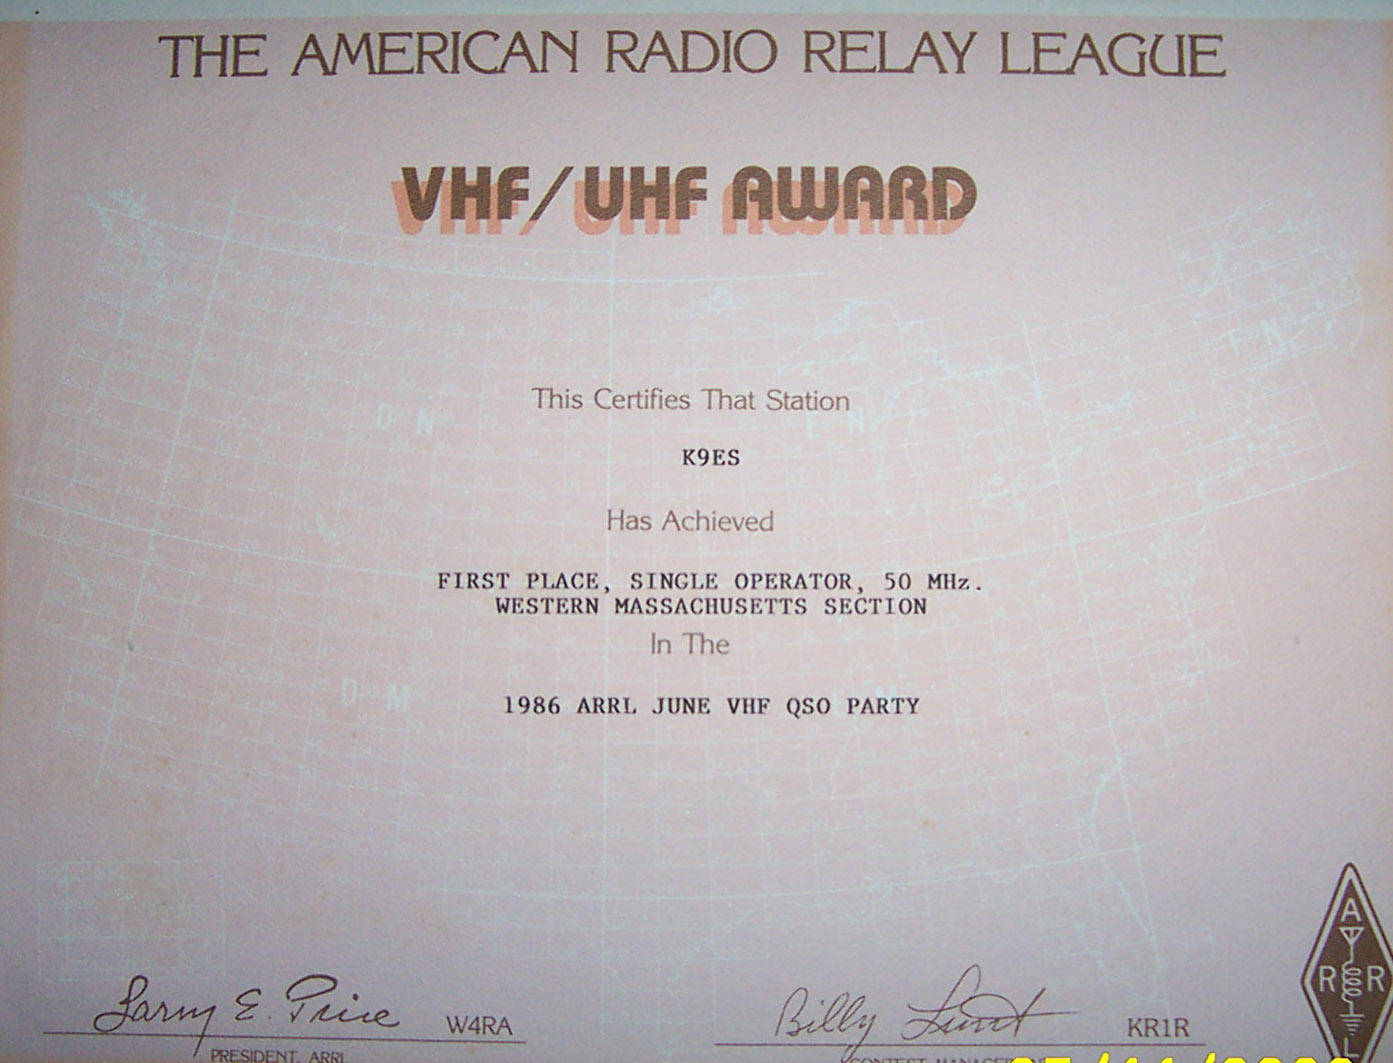 THE AMERICAN RADIO RELAY LEAGUE
VHF/UHF AWARD
D N
E N
F N
This Certifies That Station
K9ES
Has Achieved
FIRST PLACE, SINGLE OPERATOR, 50 MHz.
WESTERN MASSACHUSETTS SECTION
In The
D M
1986 ARRL JUNE VHF QSO PARTY
Larry E. Price W4RA
PRESIDENT, ARRL
Billy Lunt KR1R
CONTEST MANAGER
A
R R
L